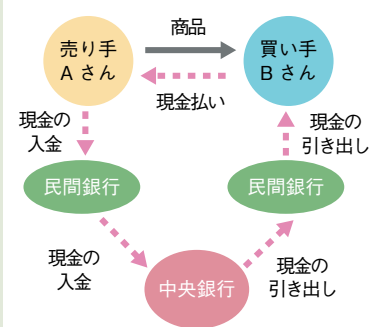 商品
売り手
A さん
買い手
B さん
現金払い
現金の
入金
現金の
引き出し
民間銀行
民間銀行
現金の
入金
中央銀行
現金の
引き出し